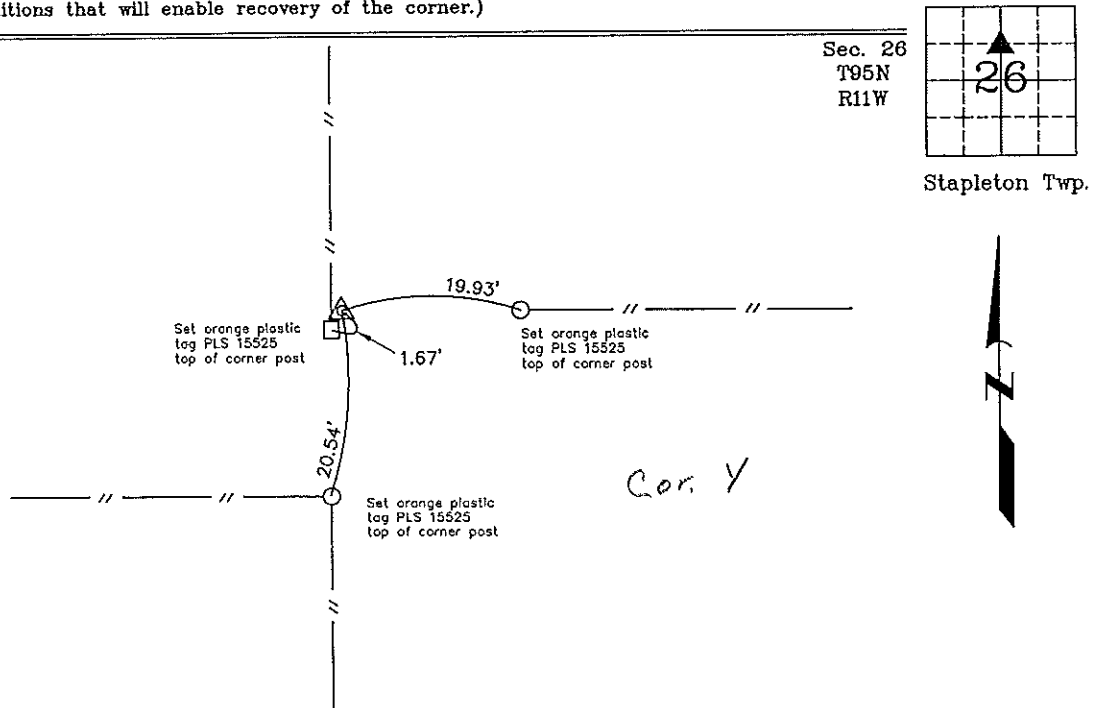 itions that will enable recovery of the corner.)
Sec. 26
T95N
R11W
26
Stapleton Twp.
19.93'
Set orange plastic
tag PLS 15525
top of corner post
1.67'
Set orange plastic
tag PLS 15525
top of corner post
20.54'
Cor. Y
Set orange plastic
tag PLS 15525
top of corner post
N